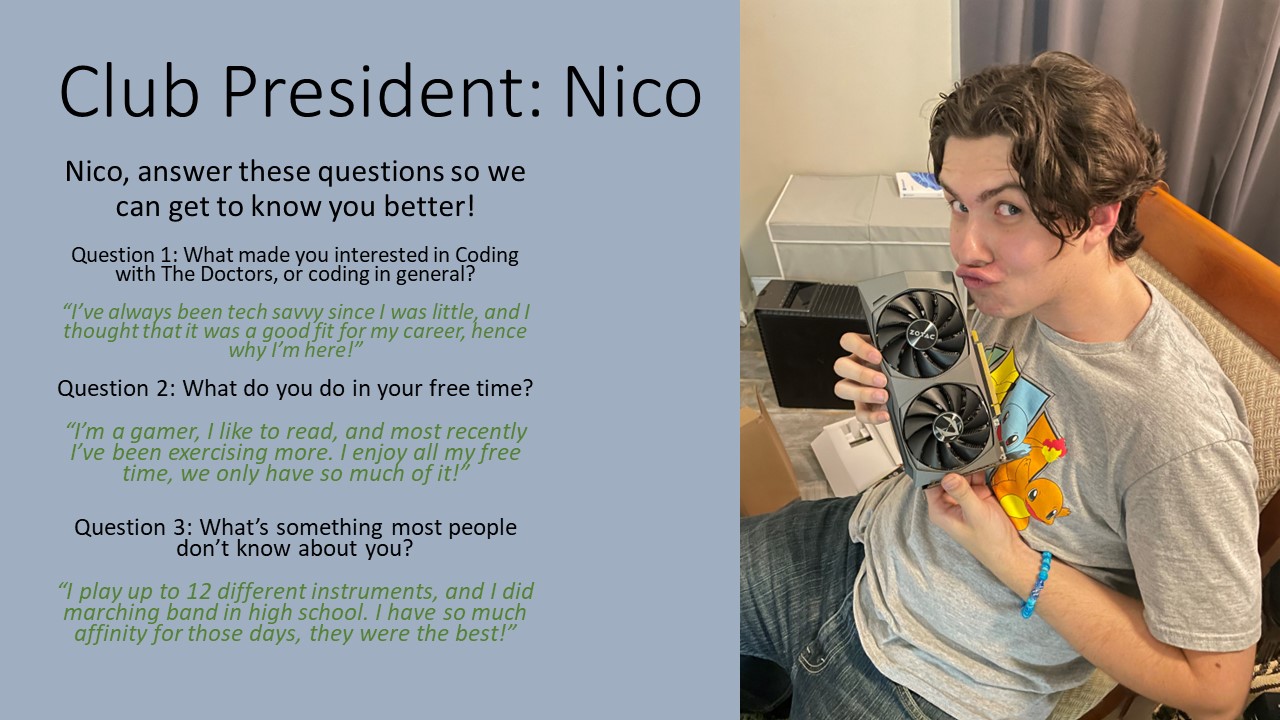 Club President: Nico
Nico, answer these questions so we
can get to know you better!
Question 1: What made you interested in Coding
with The Doctors, or coding in general?
“I’ve always been tech savvy since I was little, and I
thought that it was a good fit for my career, hence
why I’m here!”
Question 2: What do you do in your free time?
“I’m a gamer, I like to read, and most recently
I’ve been exercising more. I enjoy all my free
time, we only have so much of it!”
Question 3: What’s something most people
don’t know about you?
“I play up to 12 different instruments, and I did
marching band in high school. I have so much
affinity for those days, they were the best!”
ZOTAC